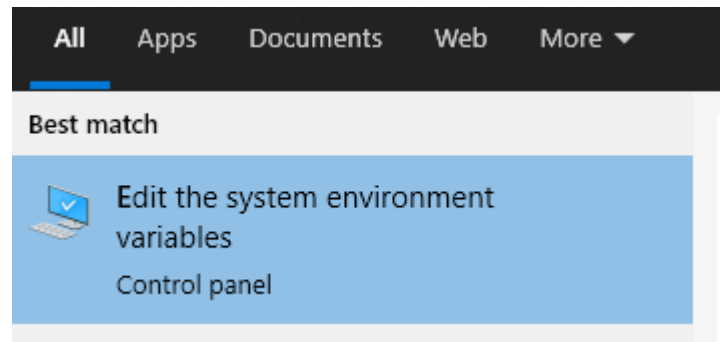 All Apps Documents Web More
Best match
Edit the system environment
variables
Control panel